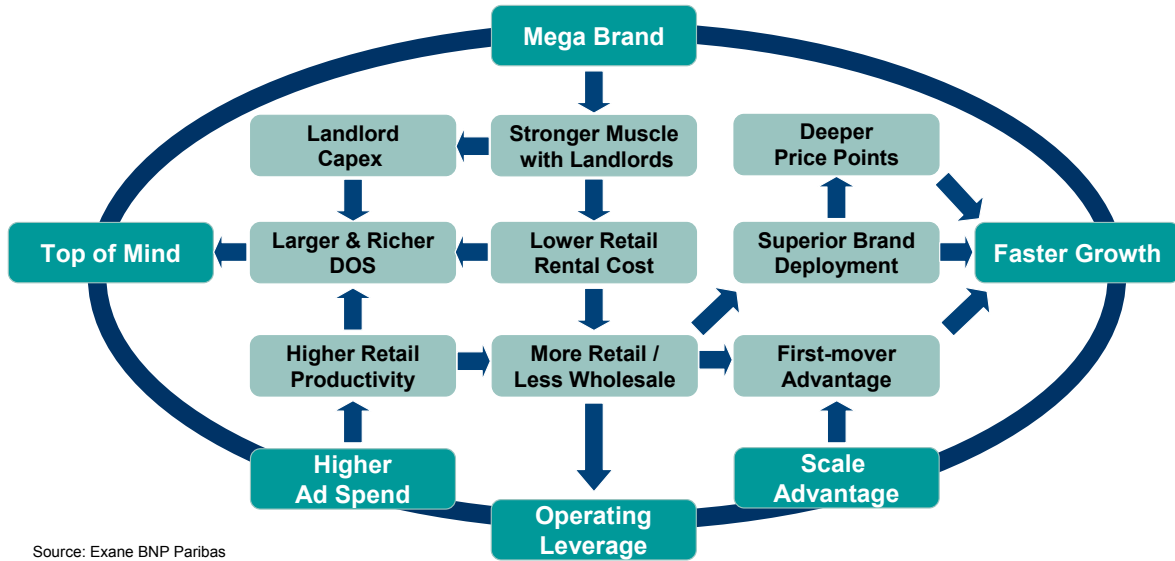 Mega Brand
Landlord
Capex
Stronger Muscle
with Landlords
Deeper
Price Points
Top of Mind
Larger & Richer
DOS
Lower Retail
Rental Cost
Superior Brand
Deployment
Faster Growth
Higher Retail
Productivity
More Retail /
Less Wholesale
First-mover
Advantage
Higher
Ad Spend
Operating
Leverage
Scale
Advantage
Source: Exane BNP Paribas